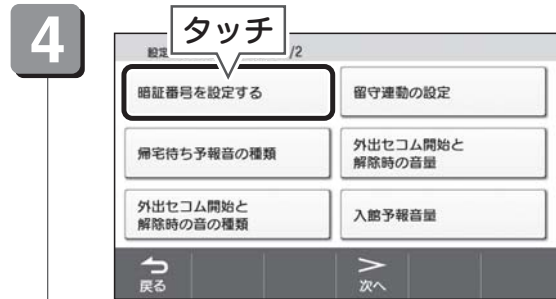 4
タッチ
設定
/2
暗証番号を設定する
留守連動の設定
帰宅待ち予報音の種類
外出セコム開始と
解除時の音量
外出セコム開始と
解除時の音の種類
入館予報音量
戻る
次へ